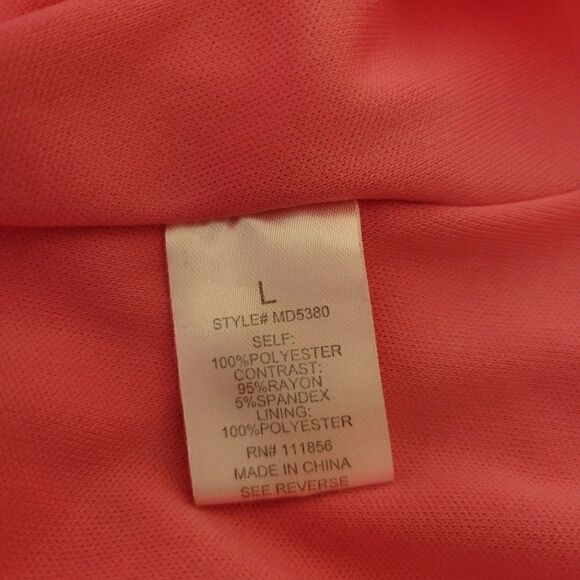 L
STYLE# MD5380
SELF:
100%POLYESTER
CONTRAST:
95%RAYON
5%SPANDEX
LINING:
100%POLYESTER
RN# 111856
MADE IN CHINA
SEE REVERSE